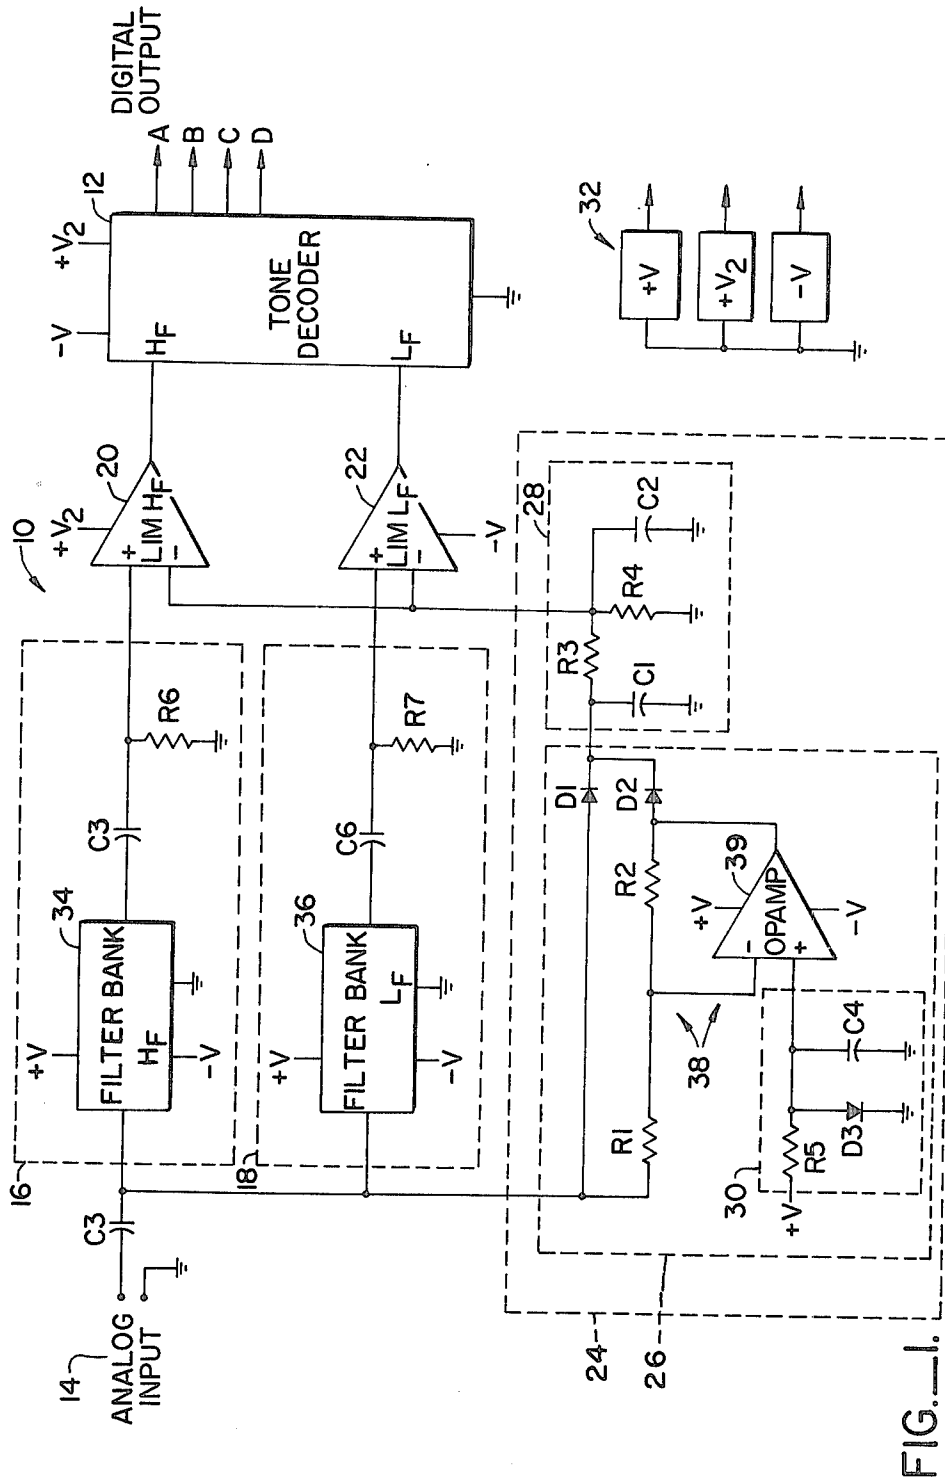 14
ANALOG
INPUT
C3
16
+V
34
FILTER BANK
HF
-V
C3
R6
10
+V2
20
+
LIM HF
-
-V
+V2
12
HF
TONE
DECODER
LF
DIGITAL
OUTPUT
A
B
C
D
18
+V
36
FILTER BANK
LF
-V
C6
R7
22
+
LIM LF
-
-V
24
26
R1
R2
D1
D2
38
39
+V
-
OPAMP
+
-V
30
+V
R5
D3
C4
28
R3
C1
R4
C2
32
+V
+V2
-V
FIG.—1.